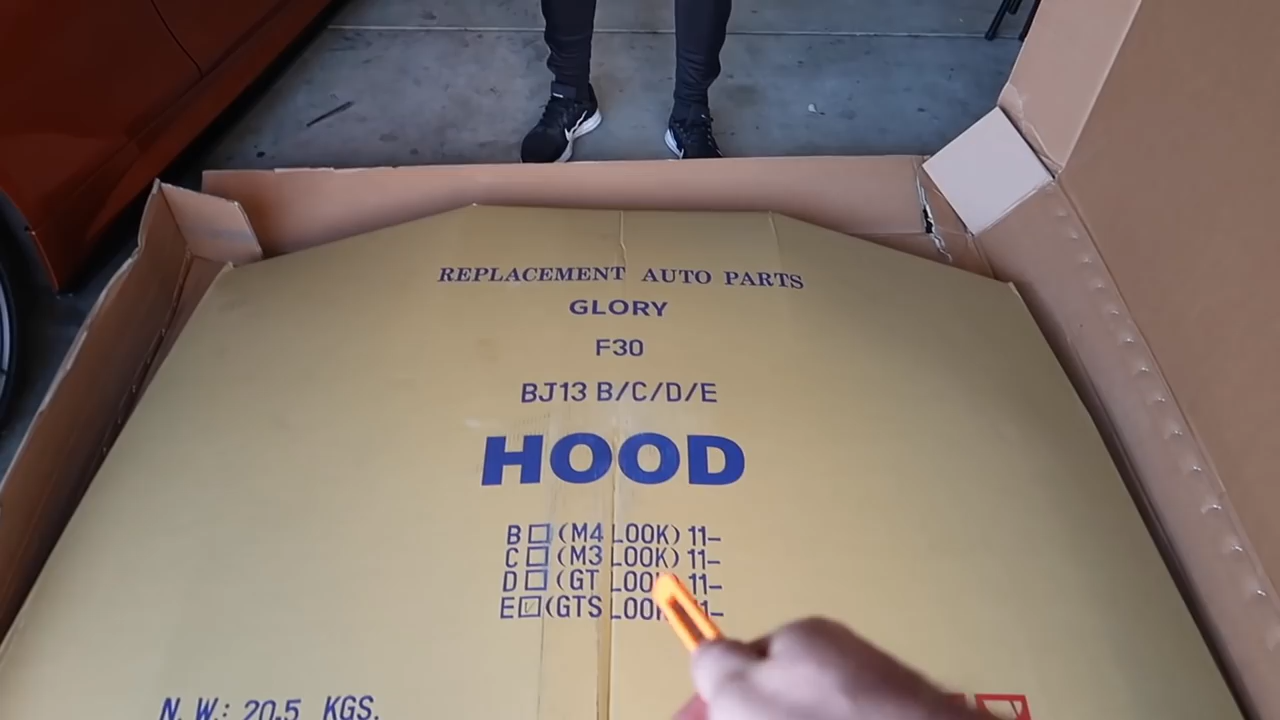 REPLACEMENT AUTO PARTS
GLORY
F30
BJ13 B/C/D/E
HOOD
B☐(M4 LOOK) 11-
C☐(M3 LOOK) 11-
D☐(GT LOOK 11-
E☑(GTS LOOK 11-
N.W.: 20.5 KGS.